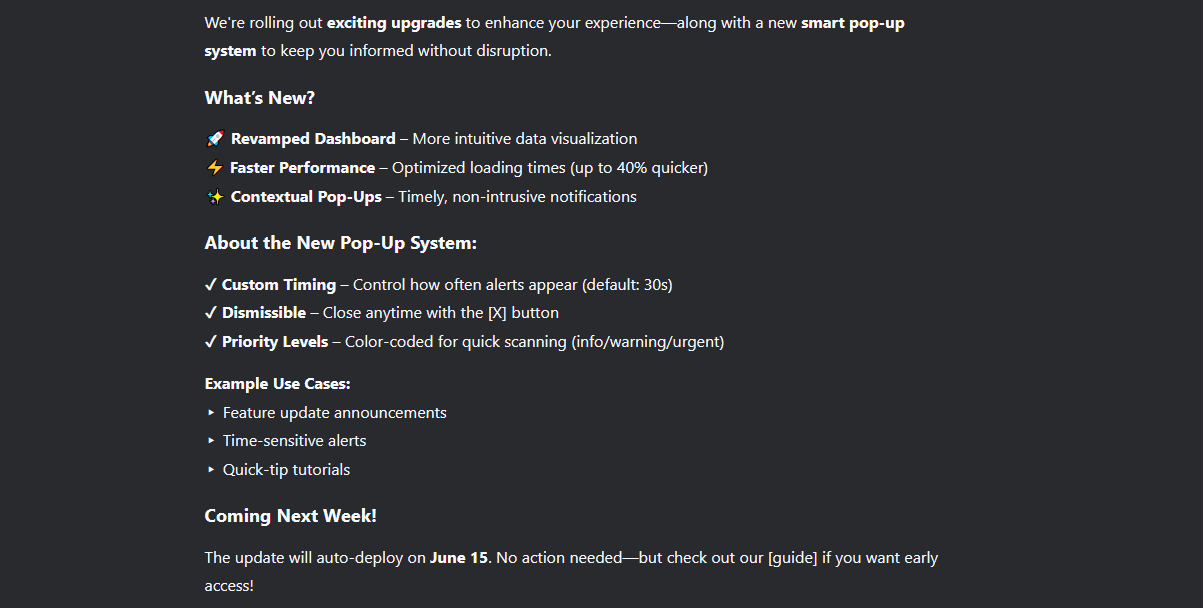 We're rolling out exciting upgrades to enhance your experience—along with a new smart pop-up
system to keep you informed without disruption.
What's New?
🚀 Revamped Dashboard – More intuitive data visualization
⚡ Faster Performance – Optimized loading times (up to 40% quicker)
✨ Contextual Pop-Ups – Timely, non-intrusive notifications
About the New Pop-Up System:
✔ Custom Timing – Control how often alerts appear (default: 30s)
✔ Dismissible – Close anytime with the [X] button
✔ Priority Levels – Color-coded for quick scanning (info/warning/urgent)
Example Use Cases:
‣ Feature update announcements
‣ Time-sensitive alerts
‣ Quick-tip tutorials
Coming Next Week!
The update will auto-deploy on June 15. No action needed—but check out our [guide] if you want early
access!